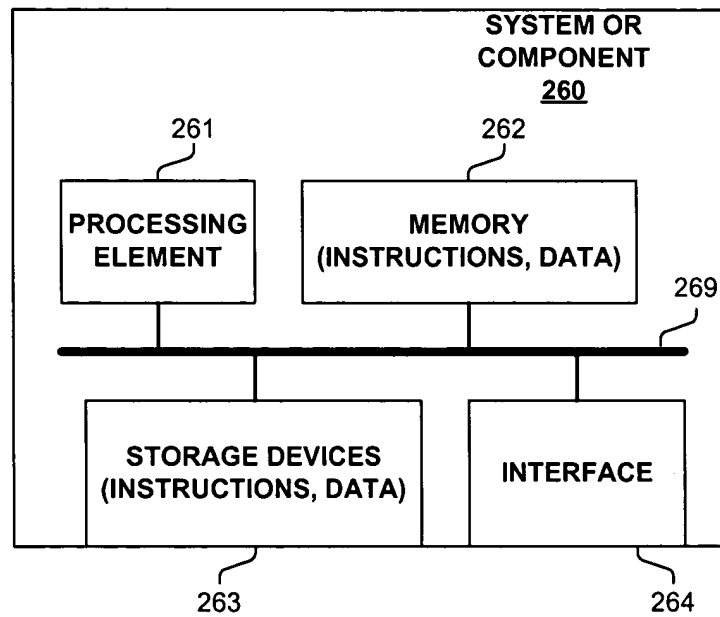 SYSTEM OR
COMPONENT
260
261
262
PROCESSING
ELEMENT
MEMORY
(INSTRUCTIONS, DATA)
269
STORAGE DEVICES
(INSTRUCTIONS, DATA)
INTERFACE
263
264